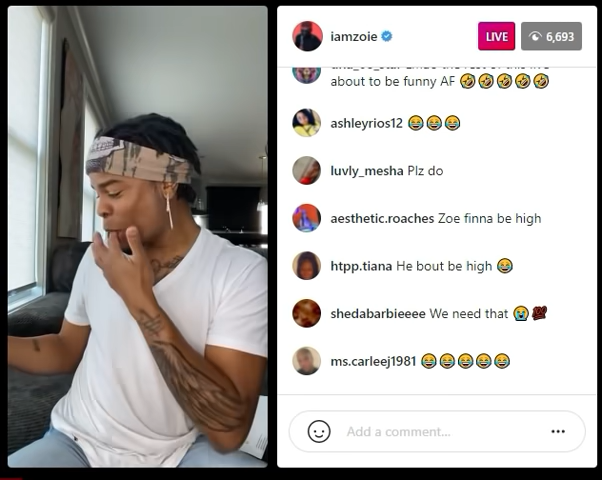 iamzoie
LIVE
6,693
about to be funny AF 🤣🤣🤣🤣🤣
ashleyrios12 😂😂😂
luvly_mesha Plz do
aesthetic.roaches Zoe finna be high
htpp.tiana He bout be high 😂
shedabarbieeee We need that 😭💯
ms.carleej1981 😂😂😂😂😂
Add a comment...